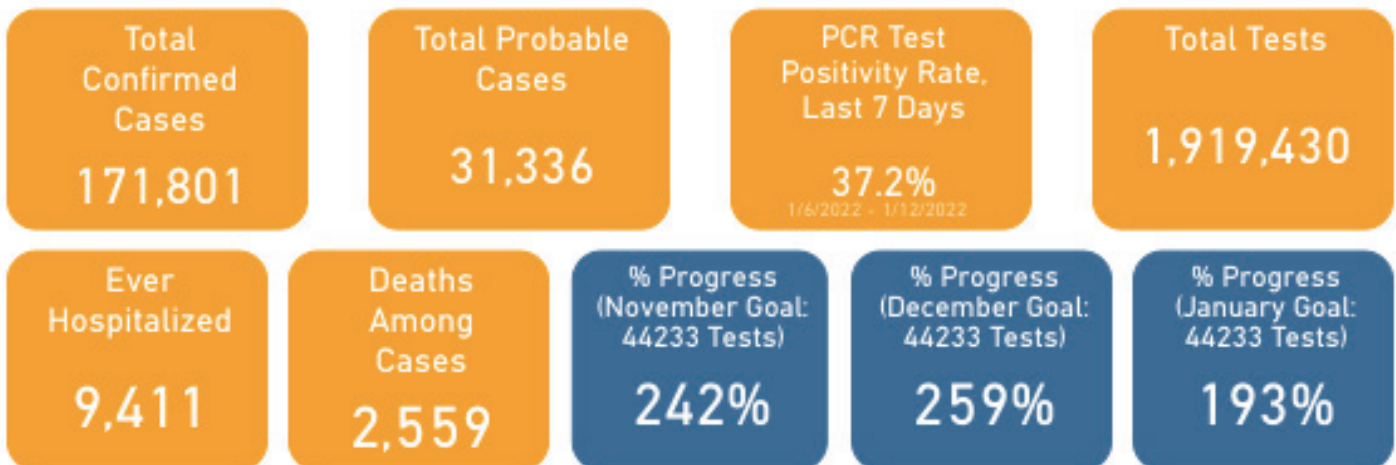 Total
Confirmed
Cases
171,801
Total Probable
Cases
31,336
PCR Test
Positivity Rate,
Last 7 Days
37.2%
1/6/2022 - 1/12/2022
Total Tests
1,919,430
Ever
Hospitalized
9,411
Deaths
Among
Cases
2,559
% Progress
(November Goal:
44233 Tests)
242%
% Progress
(December Goal:
44233 Tests)
259%
% Progress
(January Goal:
44233 Tests)
193%